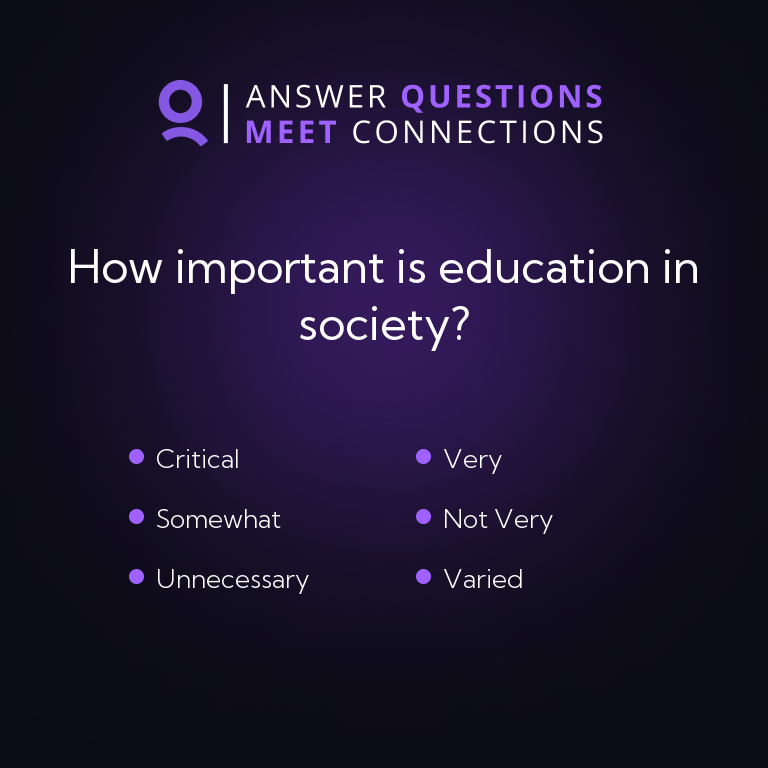 ANSWER QUESTIONS
MEET CONNECTIONS
How important is education in
society?
Critical
Very
Somewhat
Not Very
Unnecessary
Varied